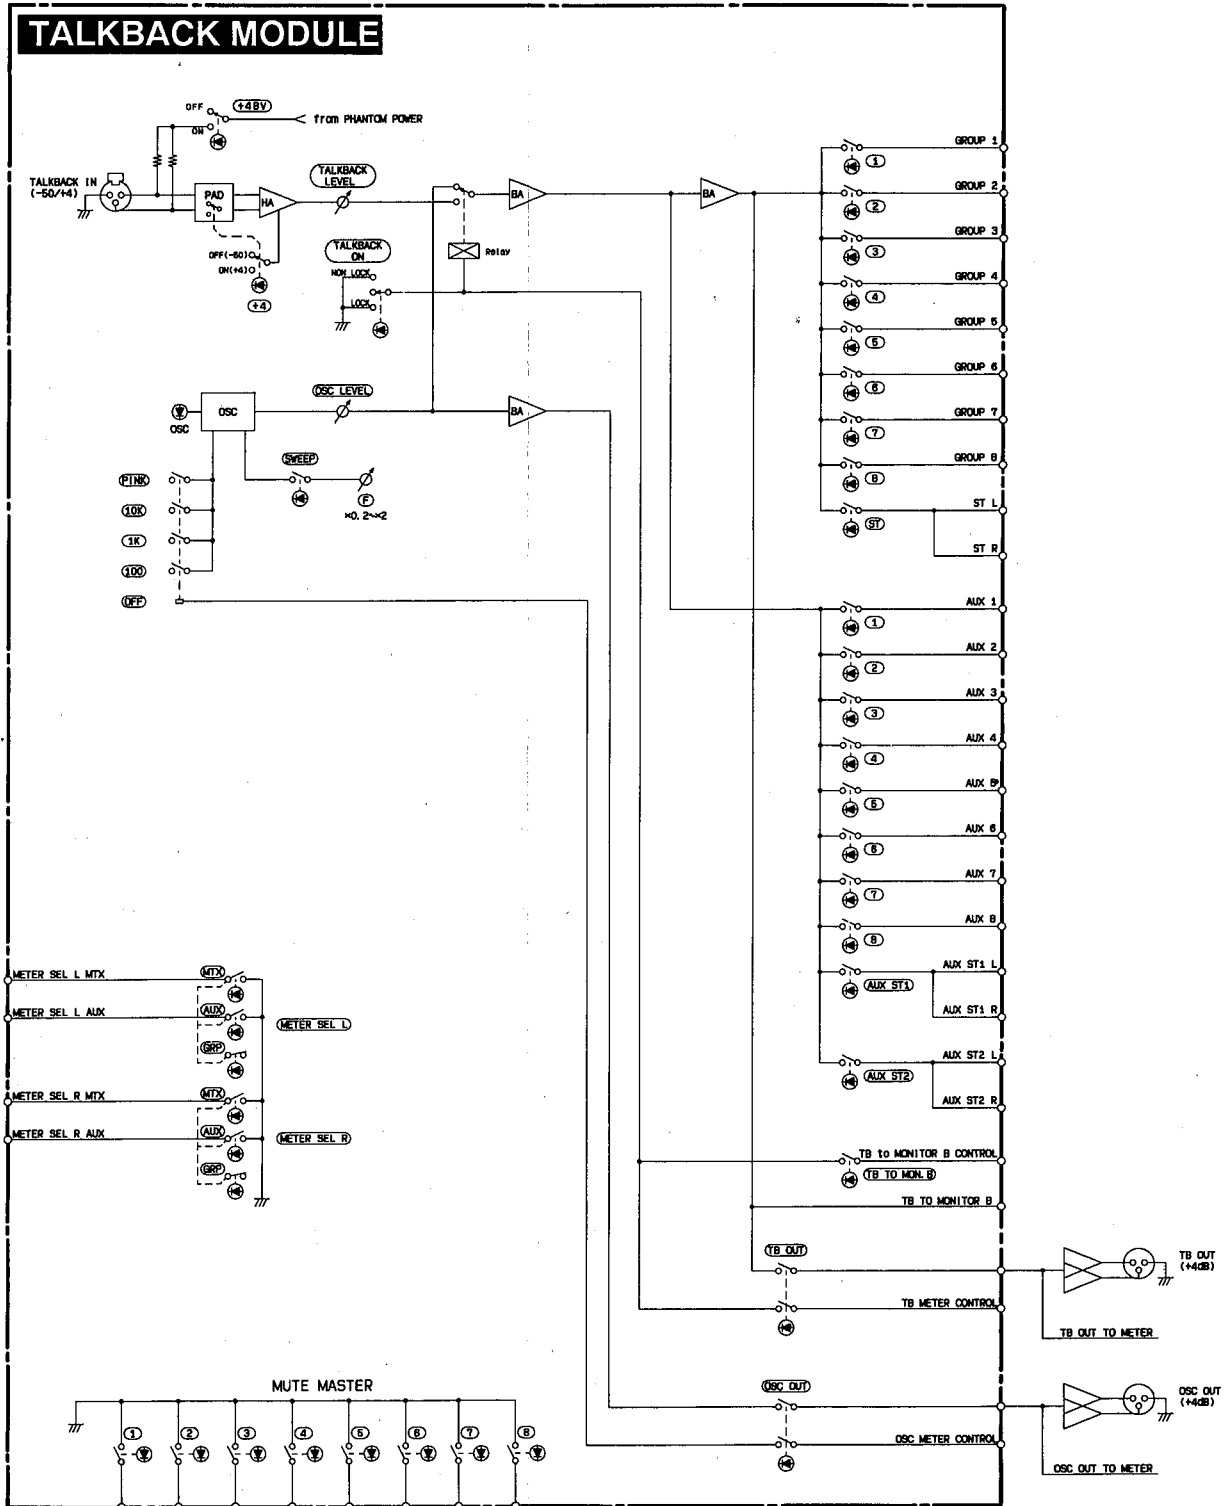 TALKBACK MODULE
OFF
+48V
ON
from PHANTOM POWER
TALKBACK IN
(-50/+4)
PAD
HA
TALKBACK
LEVEL
BA
BA
OFF(-50)
ON(+4)
+4
TALKBACK
ON
NON LOCK
LOCK
Relay
OSC
OSC
OSC LEVEL
BA
SWEEP
F
×0.2~×2
PINK
10K
1K
100
OFF
GROUP 1
1
GROUP 2
2
GROUP 3
3
GROUP 4
4
GROUP 5
5
GROUP 6
6
GROUP 7
7
GROUP 8
8
ST L
ST
ST R
AUX 1
1
AUX 2
2
AUX 3
3
AUX 4
4
AUX 5
5
AUX 6
6
AUX 7
7
AUX 8
8
AUX ST1 L
AUX ST1
AUX ST1 R
AUX ST2 L
AUX ST2
AUX ST2 R
METER SEL L MTX
MTX
METER SEL L AUX
AUX
METER SEL L
GRP
METER SEL R MTX
MTX
METER SEL R AUX
AUX
METER SEL R
GRP
TB to MONITOR B CONTROL
TB TO MON. B
TB TO MONITOR B
TB OUT
TB METER CONTROL
TB OUT
(+4dB)
TB OUT TO METER
OSC OUT
OSC METER CONTROL
OSC OUT
(+4dB)
OSC OUT TO METER
MUTE MASTER
1
2
3
4
5
6
7
8